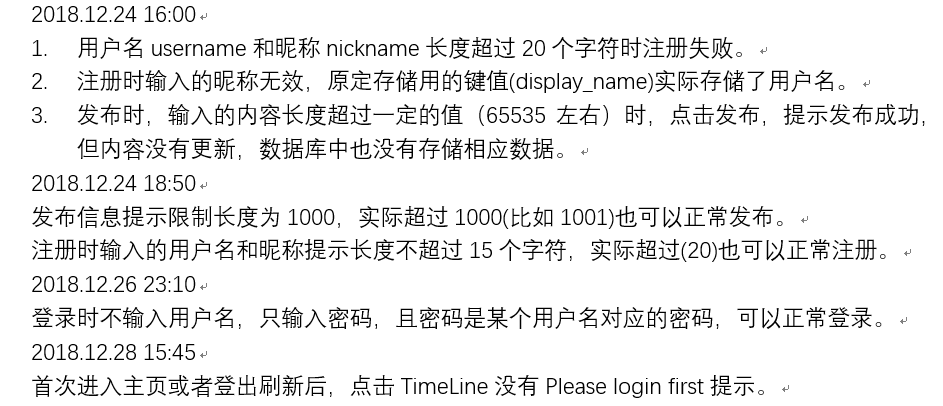 2018.12.24 16:00
1. 用户名 username 和昵称 nickname 长度超过 20 个字符时注册失败。
2. 注册时输入的昵称无效，原定存储用的键值(display_name)实际存储了用户名。
3. 发布时，输入的内容长度超过一定的值（65535 左右）时，点击发布，提示发布成功，
但内容没有更新，数据库中也没有存储相应数据。
2018.12.24 18:50
发布信息提示限制长度为 1000，实际超过 1000(比如 1001)也可以正常发布。
注册时输入的用户名和昵称提示长度不超过 15 个字符，实际超过(20)也可以正常注册。
2018.12.26 23:10
登录时不输入用户名，只输入密码，且密码是某个用户名对应的密码，可以正常登录。
2018.12.28 15:45
首次进入主页或者登出刷新后，点击 TimeLine 没有 Please login first 提示。